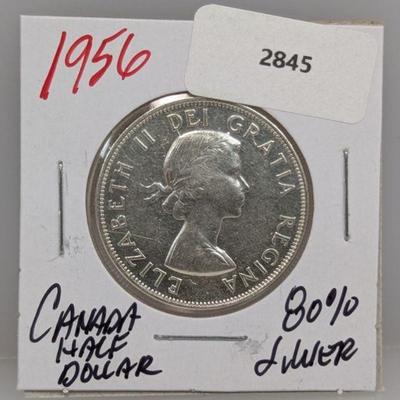 1956
2845
ELIZABETH II DEI GRATIA REGINA
CANADA
HALF
DOLLAR
80%
SILVER